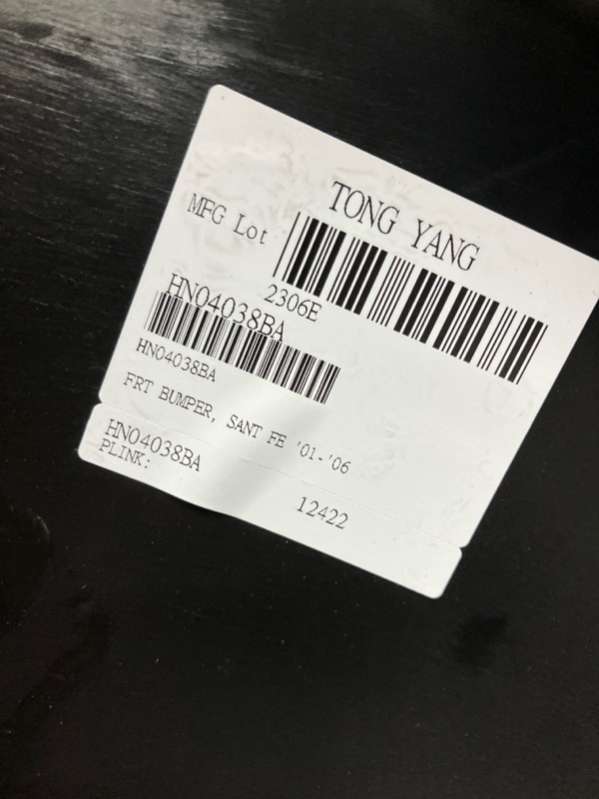 TONG YANG
MFG Lot
2306E
HN04038BA
HN04038BA
FRT BUMPER, SANT FE '01-'06
HN04038BA
PLINK:
12422